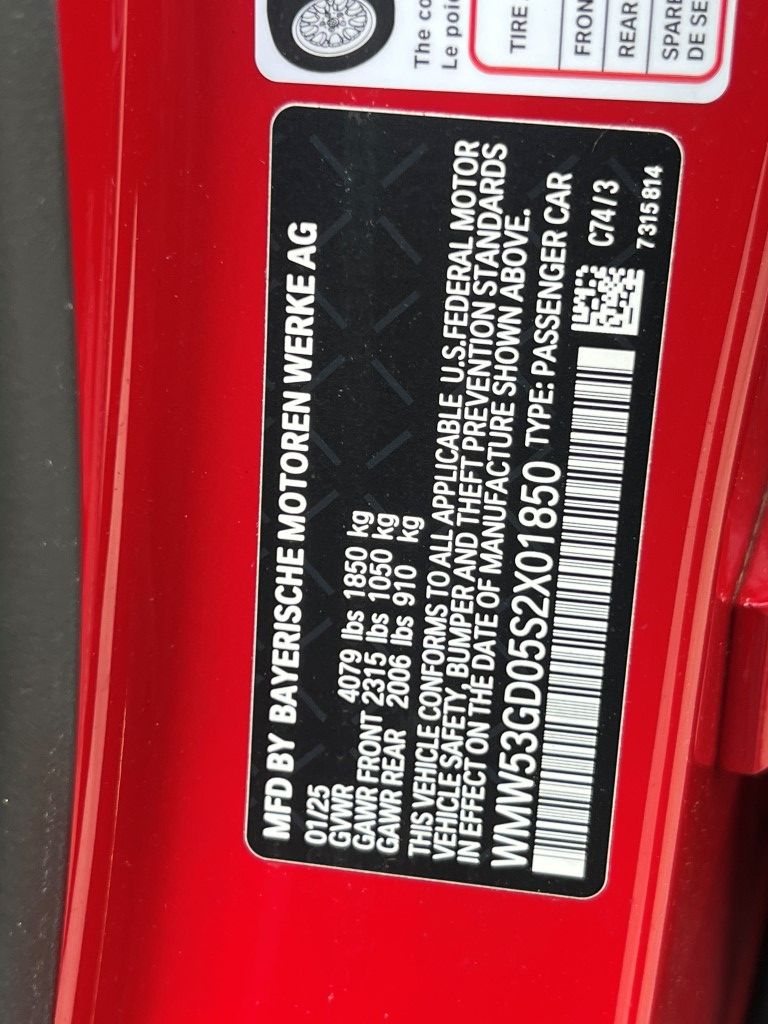 The co
Le poid
TIRE
FRON
REAR
SPARE
DE SE
MFD BY BAYERISCHE MOTOREN WERKE AG
01/25
GVWR 4079 lbs 1850 kg
GAWR FRONT 2315 lbs 1050 kg
GAWR REAR 2006 lbs 910 kg
THIS VEHICLE CONFORMS TO ALL APPLICABLE U.S.FEDERAL MOTOR
VEHICLE SAFETY, BUMPER AND THEFT PREVENTION STANDARDS
IN EFFECT ON THE DATE OF MANUFACTURE SHOWN ABOVE.
WMW53GD05S2X01850 TYPE: PASSENGER CAR
C74/3
7 315 814